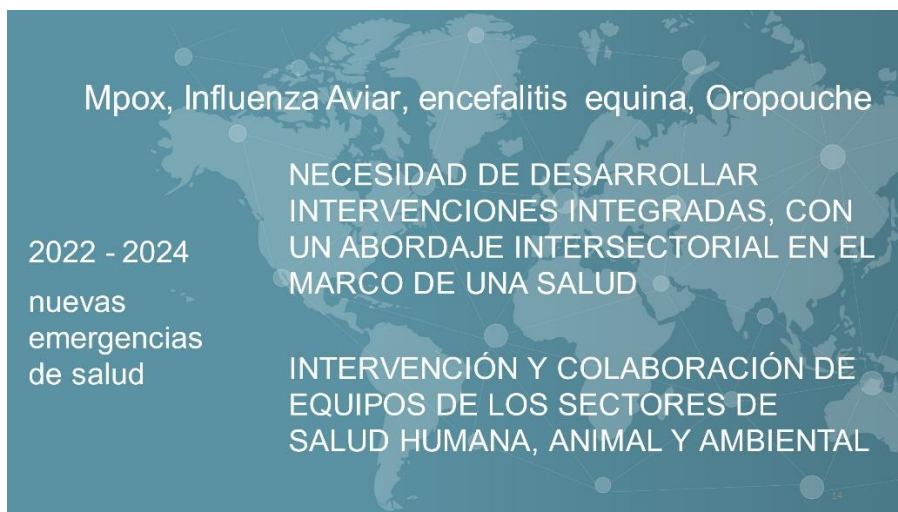 Mpox, Influenza Aviar, encefalitis equina, Oropouche
2022 - 2024
nuevas
emergencias
de salud
NECESIDAD DE DESARROLLAR
INTERVENCIONES INTEGRADAS, CON
UN ABORDAJE INTERSECTORIAL EN EL
MARCO DE UNA SALUD
INTERVENCIÓN Y COLABORACIÓN DE
EQUIPOS DE LOS SECTORES DE
SALUD HUMANA, ANIMAL Y AMBIENTAL
14